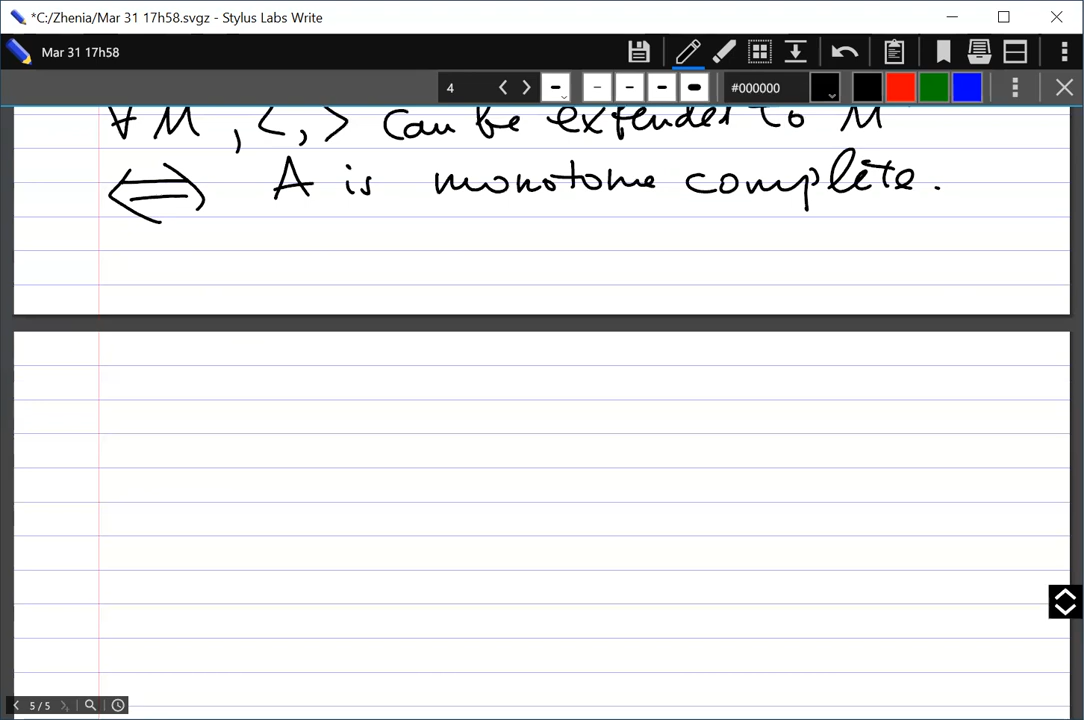 *C:/Zhenia/Mar 31 17h58.svgz - Stylus Labs Write
Mar 31 17h58
4
#000000
∀ M , < , > can be extended to M
⟺ A is monotone complete.
5 / 5